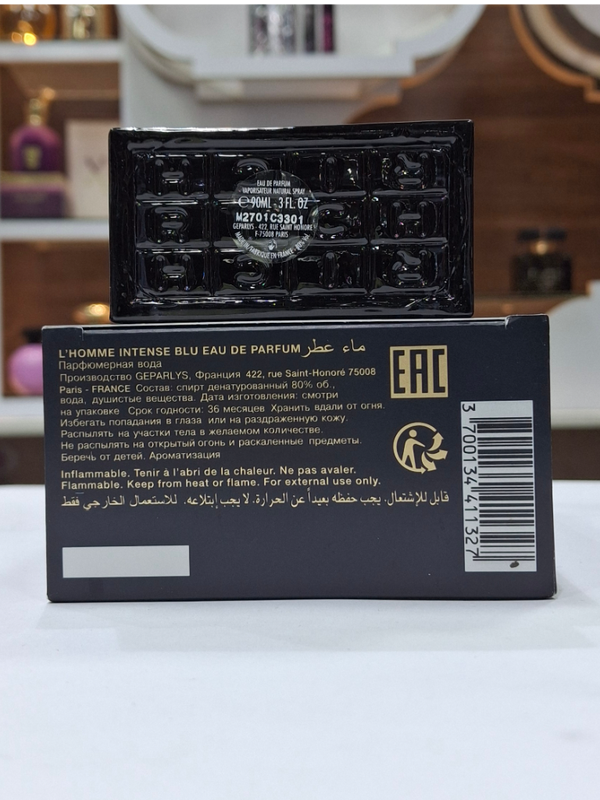 EAU DE PARFUM
VAPORISATEUR NATURAL SPRAY
℮ 90ML - 3 FL. OZ
M2701C3301
GEPARLYS - 422, RUE SAINT HONORÉ
F-75008 PARIS
L'HOMME INTENSE BLU EAU DE PARFUM ماء عطر
Парфюмерная вода
Производство GEPARLYS, Франция 422, rue Saint-Honoré 75008
Paris - FRANCE Состав: спирт денатурованный 80% об.,
вода, душистые вещества. Дата изготовления: смотри
на упаковке Срок годности: 36 месяцев Хранить вдали от огня.
Избегать попадания в глаза или на раздраженную кожу.
Распылять на участки тела в желаемом количестве.
Не распылять на открытый огонь и раскаленные предметы.
Беречь от детей. Ароматизация
Inflammable. Tenir à l'abri de la chaleur. Ne pas avaler.
Flammable. Keep from heat or flame. For external use only.
قابل للإشتعال. يجب حفظه بعيداً عن الحرارة. لا يجب إبتلاعه. للاستعمال الخارجي فقط
EAC
3 700134 411327